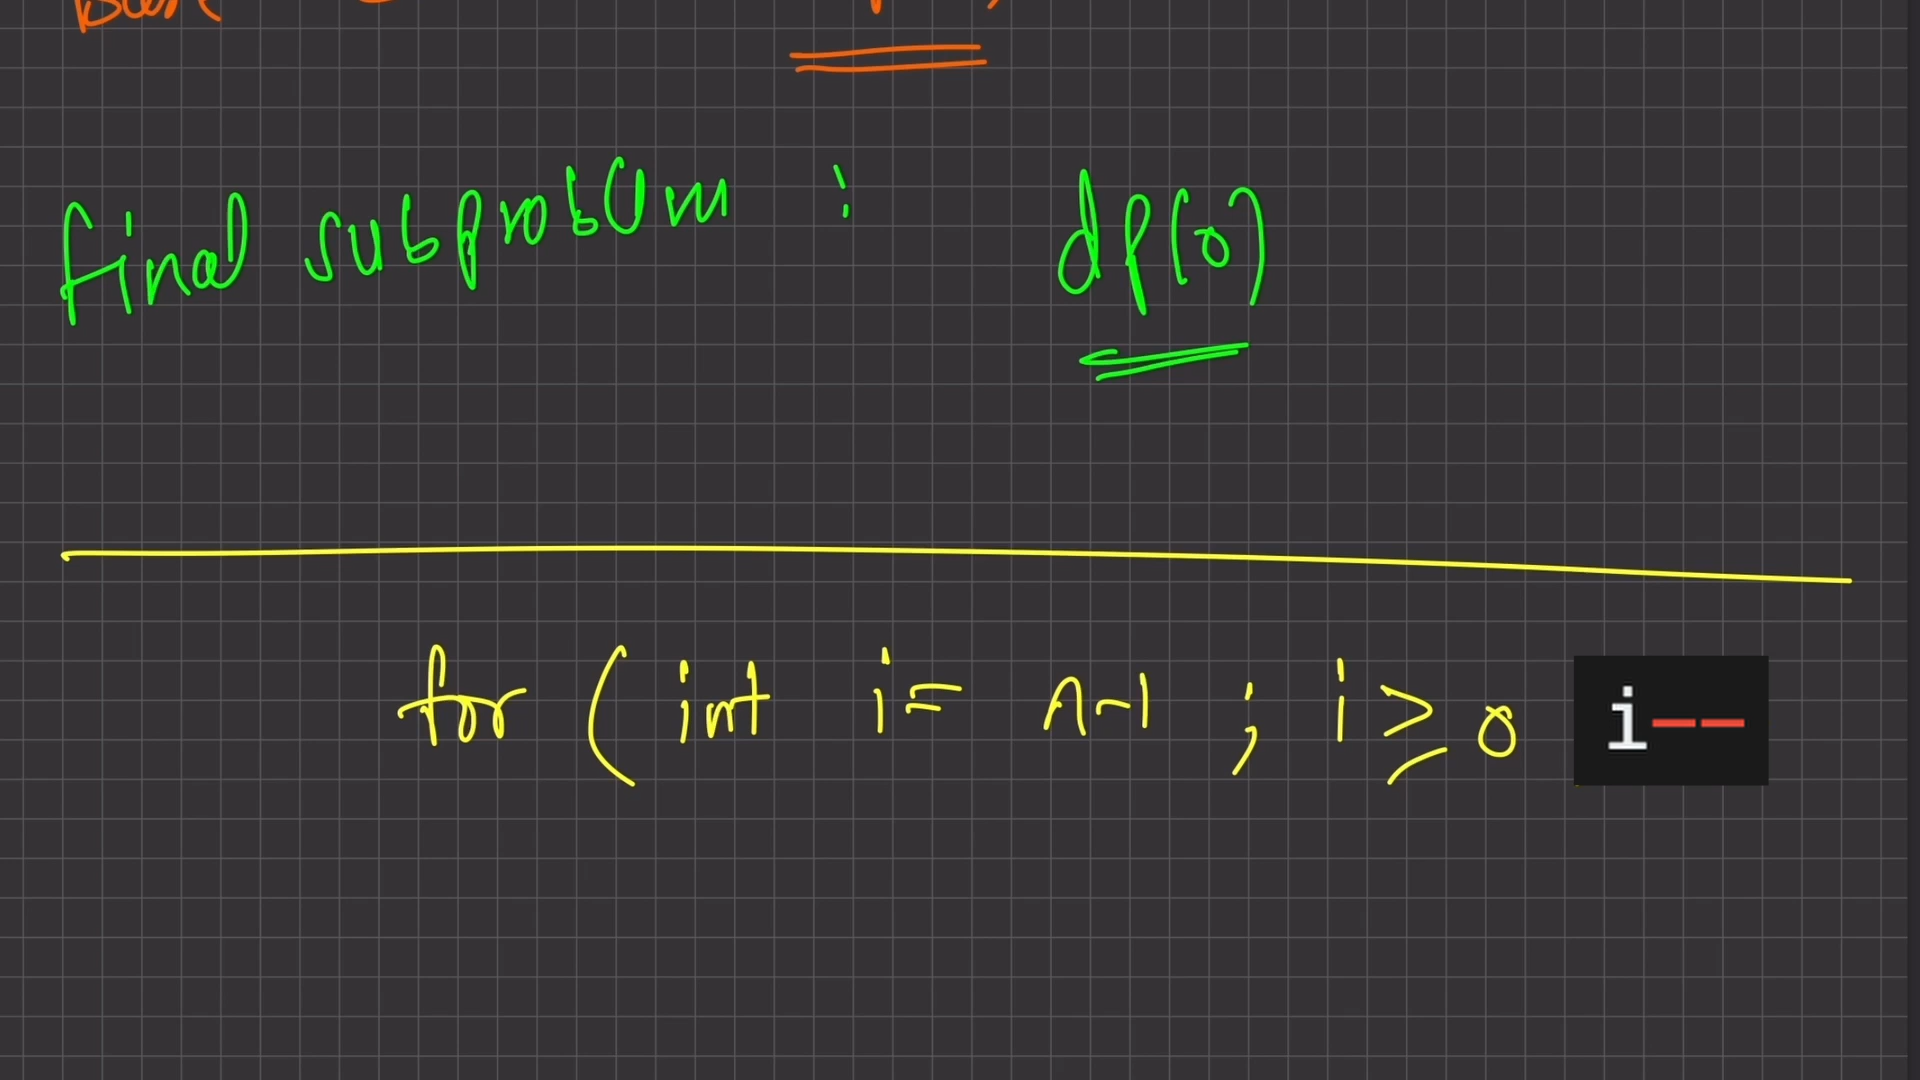 final subproblem : dp(0)
for ( int i = n-1 ; i ≥ 0 i--